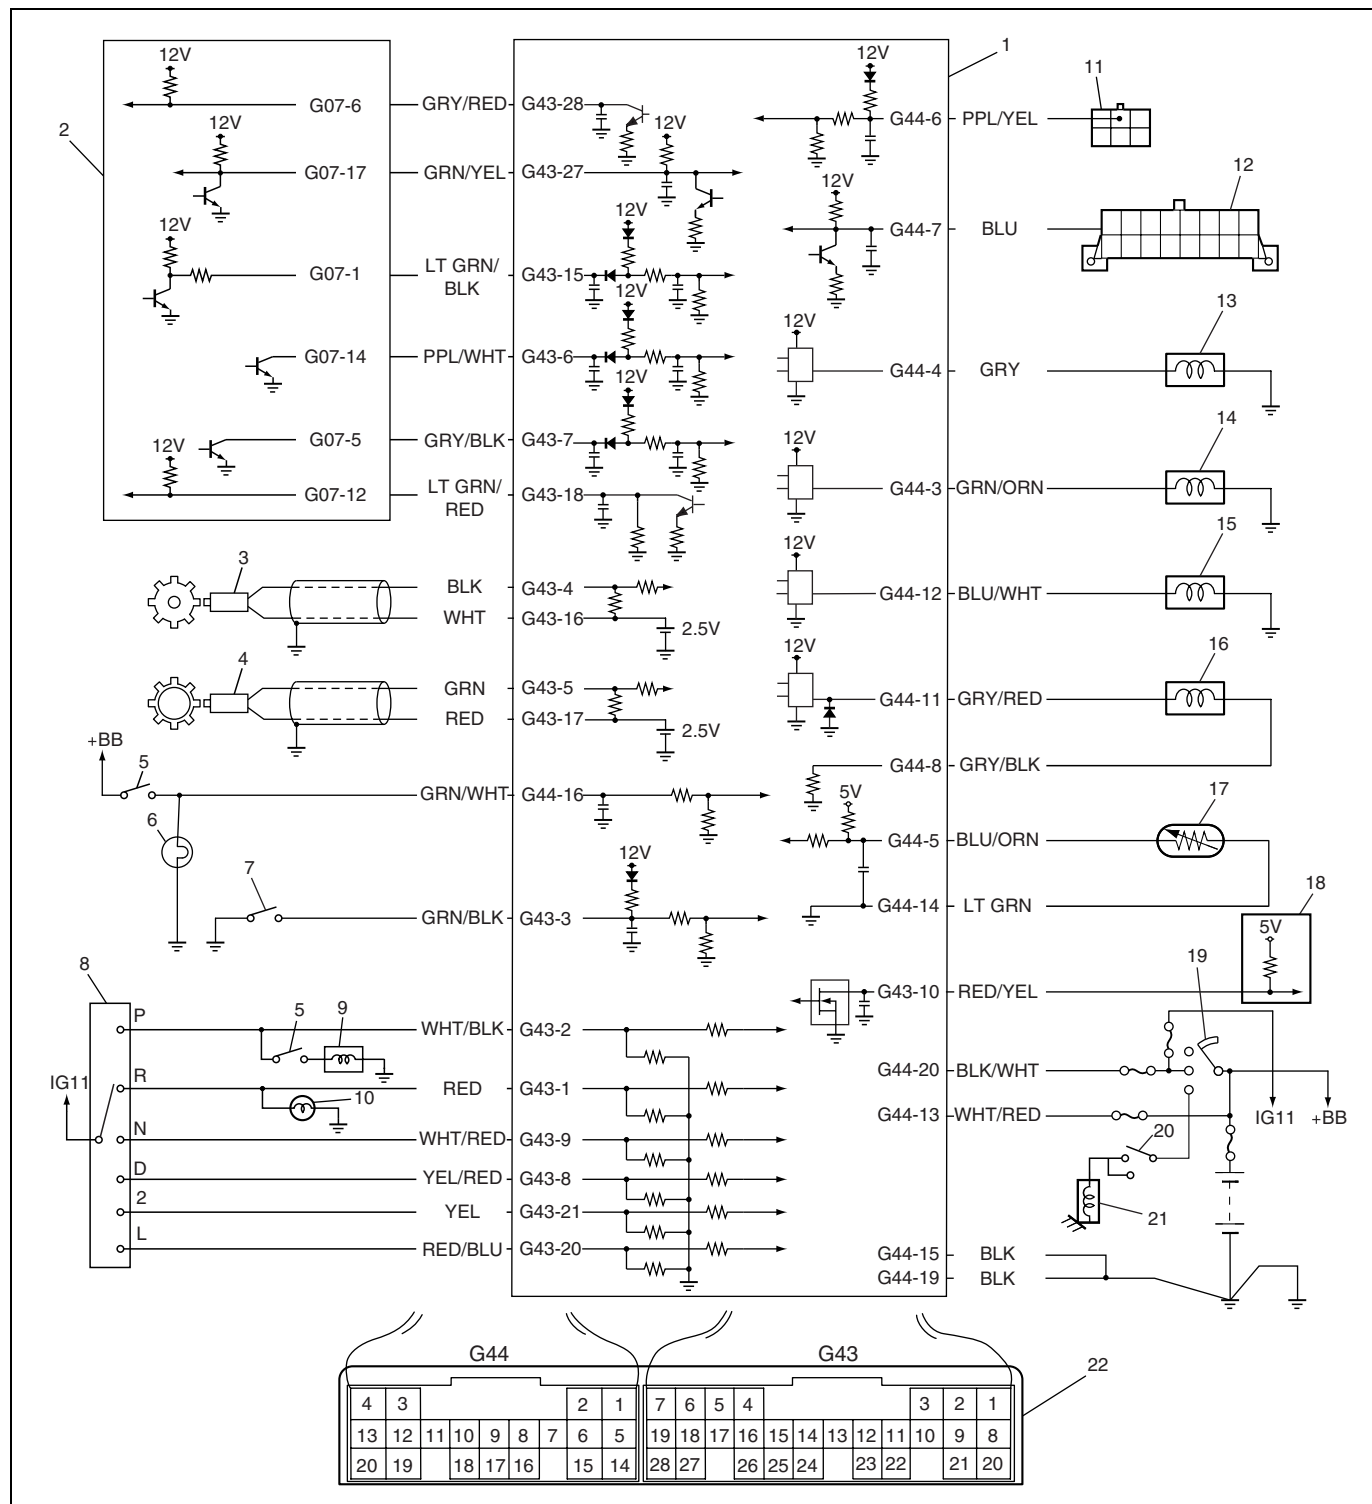 12V
G07-6
GRY/RED
G43-28
2
12V
G07-17
GRN/YEL
G43-27
12V
12V
G07-1
LT GRN/
BLK
G43-15
12V
G07-14
PPL/WHT
G43-6
12V
G07-5
GRY/BLK
G43-7
12V
12V
G07-12
LT GRN/
RED
G43-18
3
BLK
G43-4
WHT
G43-16
2.5V
4
GRN
G43-5
RED
G43-17
2.5V
+BB
5
GRN/WHT
G44-16
6
7
GRN/BLK
G43-3
12V
8
P
5
9
WHT/BLK
G43-2
IG11
R
10
RED
G43-1
N
WHT/RED
G43-9
D
YEL/RED
G43-8
2
YEL
G43-21
L
RED/BLU
G43-20
1
12V
G44-6
PPL/YEL
11
12V
G44-7
BLU
12
12V
G44-4
GRY
13
12V
G44-3
GRN/ORN
14
12V
G44-12
BLU/WHT
15
12V
G44-11
GRY/RED
16
G44-8
GRY/BLK
5V
G44-5
BLU/ORN
17
G44-14
LT GRN
18
5V
G43-10
RED/YEL
19
G44-20
BLK/WHT
G44-13
WHT/RED
IG11
+BB
20
21
G44-15
BLK
G44-19
BLK
G44
G43
22
4 3 2 1 7 6 5 4 3 2 1
13 12 11 10 9 8 7 6 5 19 18 17 16 15 14 13 12 11 10 9 8
20 19 18 17 16 15 14 28 27 26 25 24 23 22 21 20